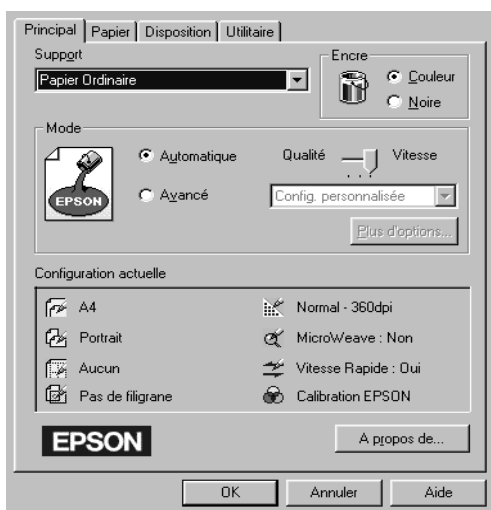 Principal Papier Disposition Utilitaire
Support
Papier Ordinaire
Encre
Couleur
Noire
Mode
EPSON
Automatique
Avancé
Qualité Vitesse
Config. personnalisée
Plus d'options...
Configuration actuelle
A4 Normal - 360dpi
Portrait MicroWeave : Non
Aucun Vitesse Rapide : Oui
Pas de filigrane Calibration EPSON
EPSON
A propos de...
OK Annuler Aide